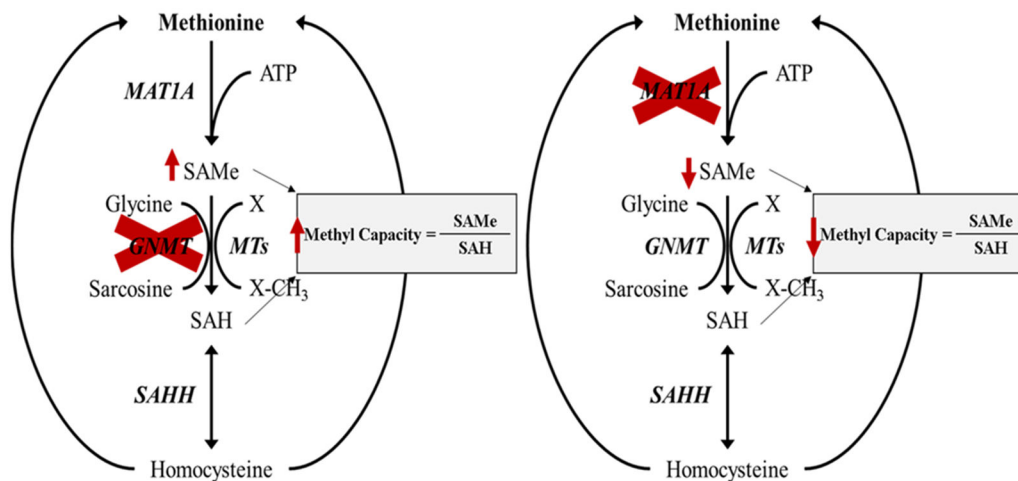 Methionine
ATP
MAT1A
SAMe
Glycine
X
GNMT
MTs
Methyl Capacity = SAMe
SAH
Sarcosine
X-CH₃
SAH
SAHH
Homocysteine
Methionine
ATP
MAT1A
SAMe
Glycine
X
GNMT
MTs
Methyl Capacity = SAMe
SAH
Sarcosine
X-CH₃
SAH
SAHH
Homocysteine